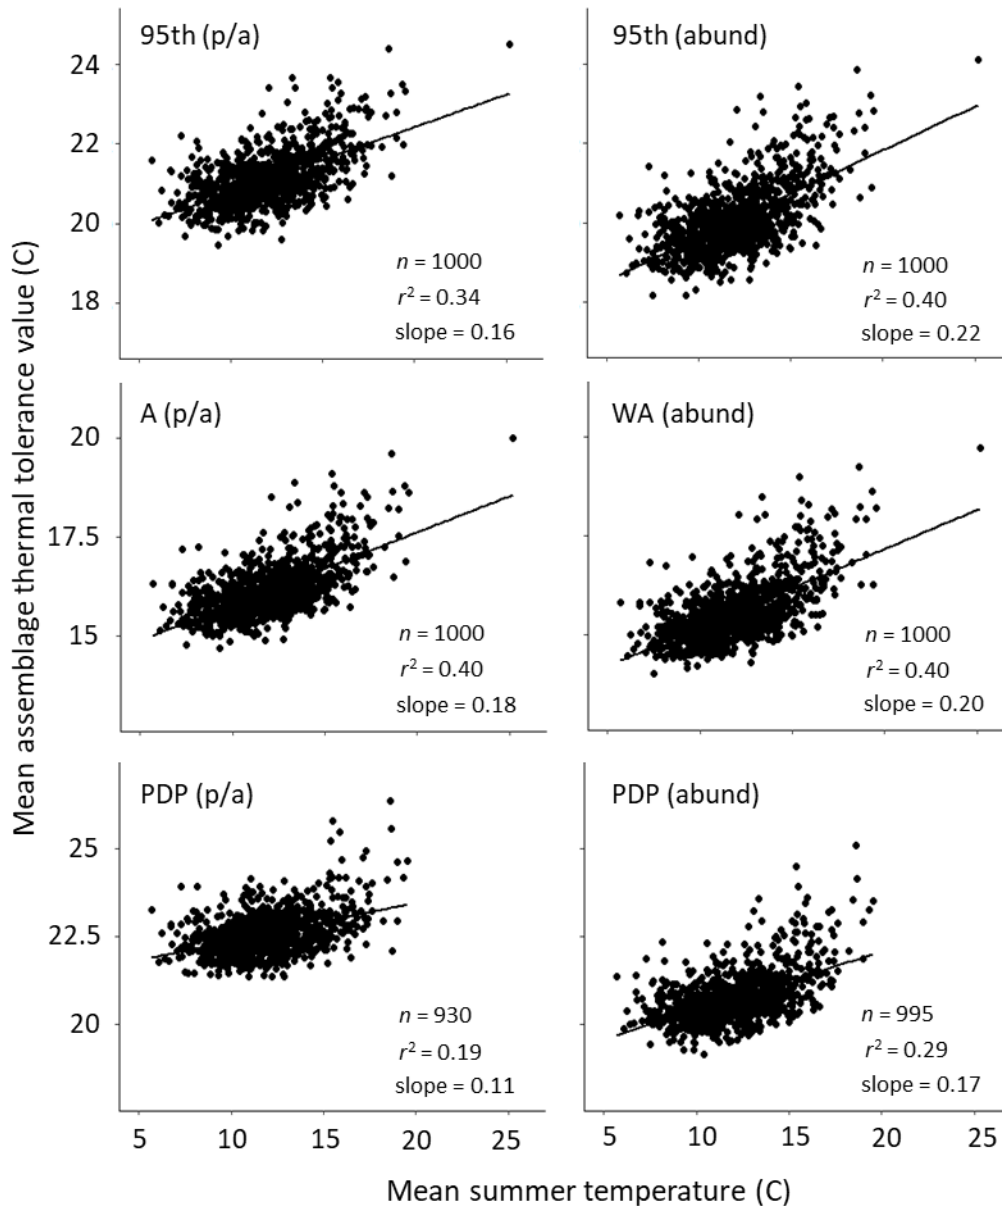 Mean assemblage thermal tolerance value (C)
95th (p/a)
24
22
20
18
n = 1000
r² = 0.34
slope = 0.16
95th (abund)
n = 1000
r² = 0.40
slope = 0.22
A (p/a)
20
17.5
15
n = 1000
r² = 0.40
slope = 0.18
WA (abund)
n = 1000
r² = 0.40
slope = 0.20
PDP (p/a)
25
22.5
20
n = 930
r² = 0.19
slope = 0.11
PDP (abund)
n = 995
r² = 0.29
slope = 0.17
5 10 15 20 25
5 10 15 20 25
Mean summer temperature (C)